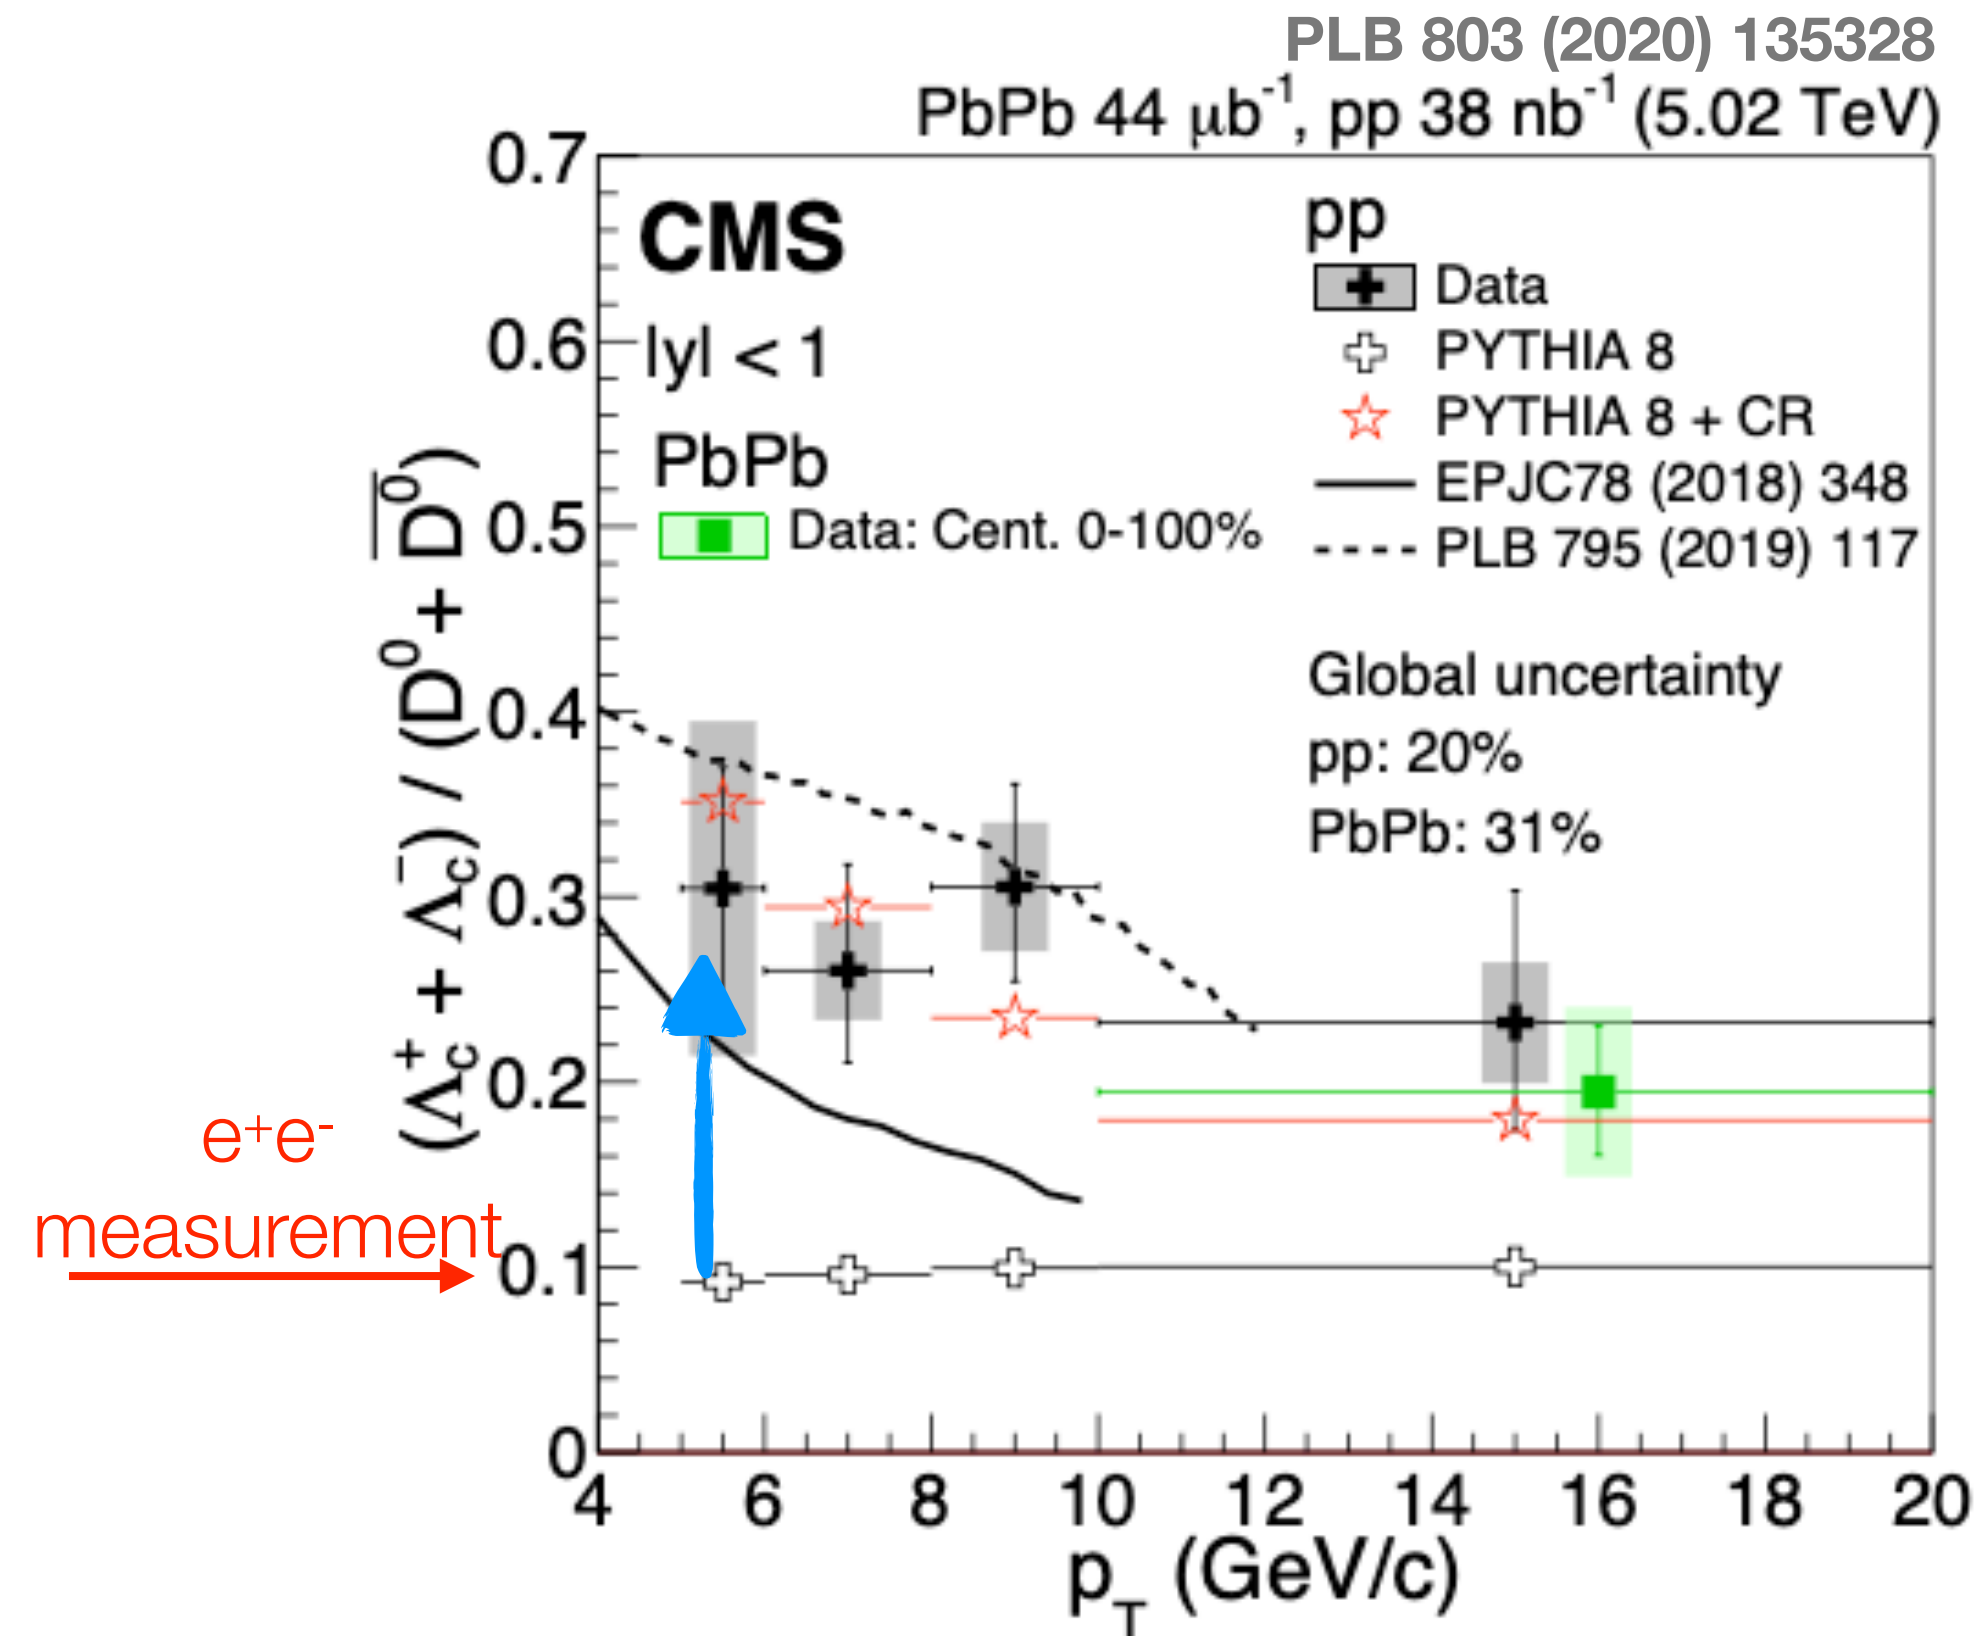 PLB 803 (2020) 135328
PbPb 44 μb⁻¹, pp 38 nb⁻¹ (5.02 TeV)
CMS
|y| < 1
PbPb
Data: Cent. 0-100%
pp
Data
PYTHIA 8
PYTHIA 8 + CR
EPJC78 (2018) 348
PLB 795 (2019) 117
Global uncertainty
pp: 20%
PbPb: 31%
(Λc⁺ + Λc⁻) / (D⁰ + D̅⁰)
0.7
0.6
0.5
0.4
0.3
0.2
0.1
0
e⁺e⁻
measurement
4 6 8 10 12 14 16 18 20
pT (GeV/c)